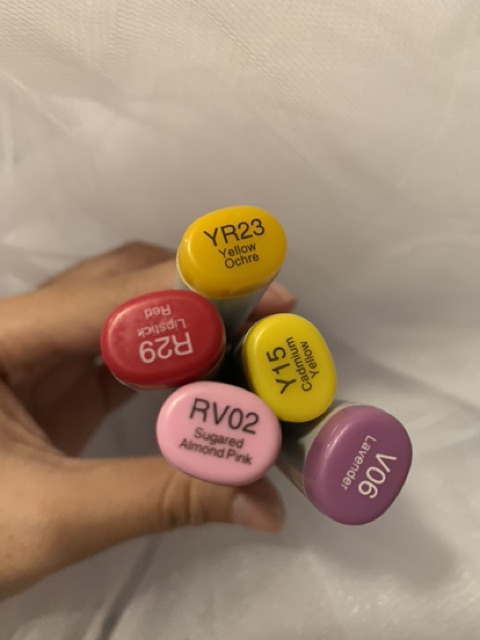 YR23
Yellow
Ochre
R29
Lipstick
Red
Y15
Cadmium
Yellow
RV02
Sugared
Almond Pink
V06
Lavender